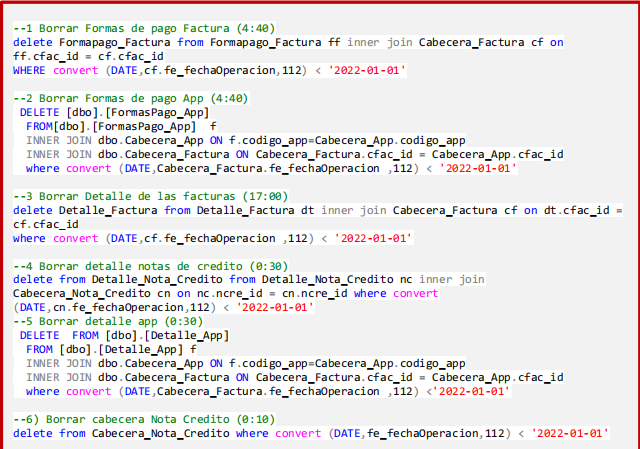 --1 Borrar Formas de pago Factura (4:40)
delete Formapago_Factura from Formapago_Factura ff inner join Cabecera_Factura cf on
ff.cfac_id = cf.cfac_id
WHERE convert (DATE,cf.fe_fechaOperacion,112) < '2022-01-01'
--2 Borrar Formas de pago App (4:40)
DELETE [dbo].[FormasPago_App]
FROM[dbo].[FormasPago_App] f
INNER JOIN dbo.Cabecera_App ON f.codigo_app=Cabecera_App.codigo_app
INNER JOIN dbo.Cabecera_Factura ON Cabecera_Factura.cfac_id = Cabecera_App.cfac_id
where convert (DATE,Cabecera_Factura.fe_fechaOperacion ,112) < '2022-01-01'
--3 Borrar Detalle de las facturas (17:00)
delete Detalle_Factura from Detalle_Factura dt inner join Cabecera_Factura cf on dt.cfac_id =
cf.cfac_id
where convert (DATE,cf.fe_fechaOperacion ,112) < '2022-01-01'
--4 Borrar detalle notas de credito (0:30)
delete from Detalle_Nota_Credito from Detalle_Nota_Credito nc inner join
Cabecera_Nota_Credito cn on nc.ncre_id = cn.ncre_id where convert
(DATE,cn.fe_fechaOperacion,112) < '2022-01-01'
--5 Borrar detalle app (0:30)
DELETE FROM [dbo].[Detalle_App]
FROM [dbo].[Detalle_App] f
INNER JOIN dbo.Cabecera_App ON f.codigo_app=Cabecera_App.codigo_app
INNER JOIN dbo.Cabecera_Factura ON Cabecera_Factura.cfac_id = Cabecera_App.cfac_id
where convert (DATE,Cabecera_Factura.fe_fechaOperacion ,112) <'2022-01-01'
--6) Borrar cabecera Nota Credito (0:10)
delete from Cabecera_Nota_Credito where convert (DATE,fe_fechaOperacion,112) < '2022-01-01'